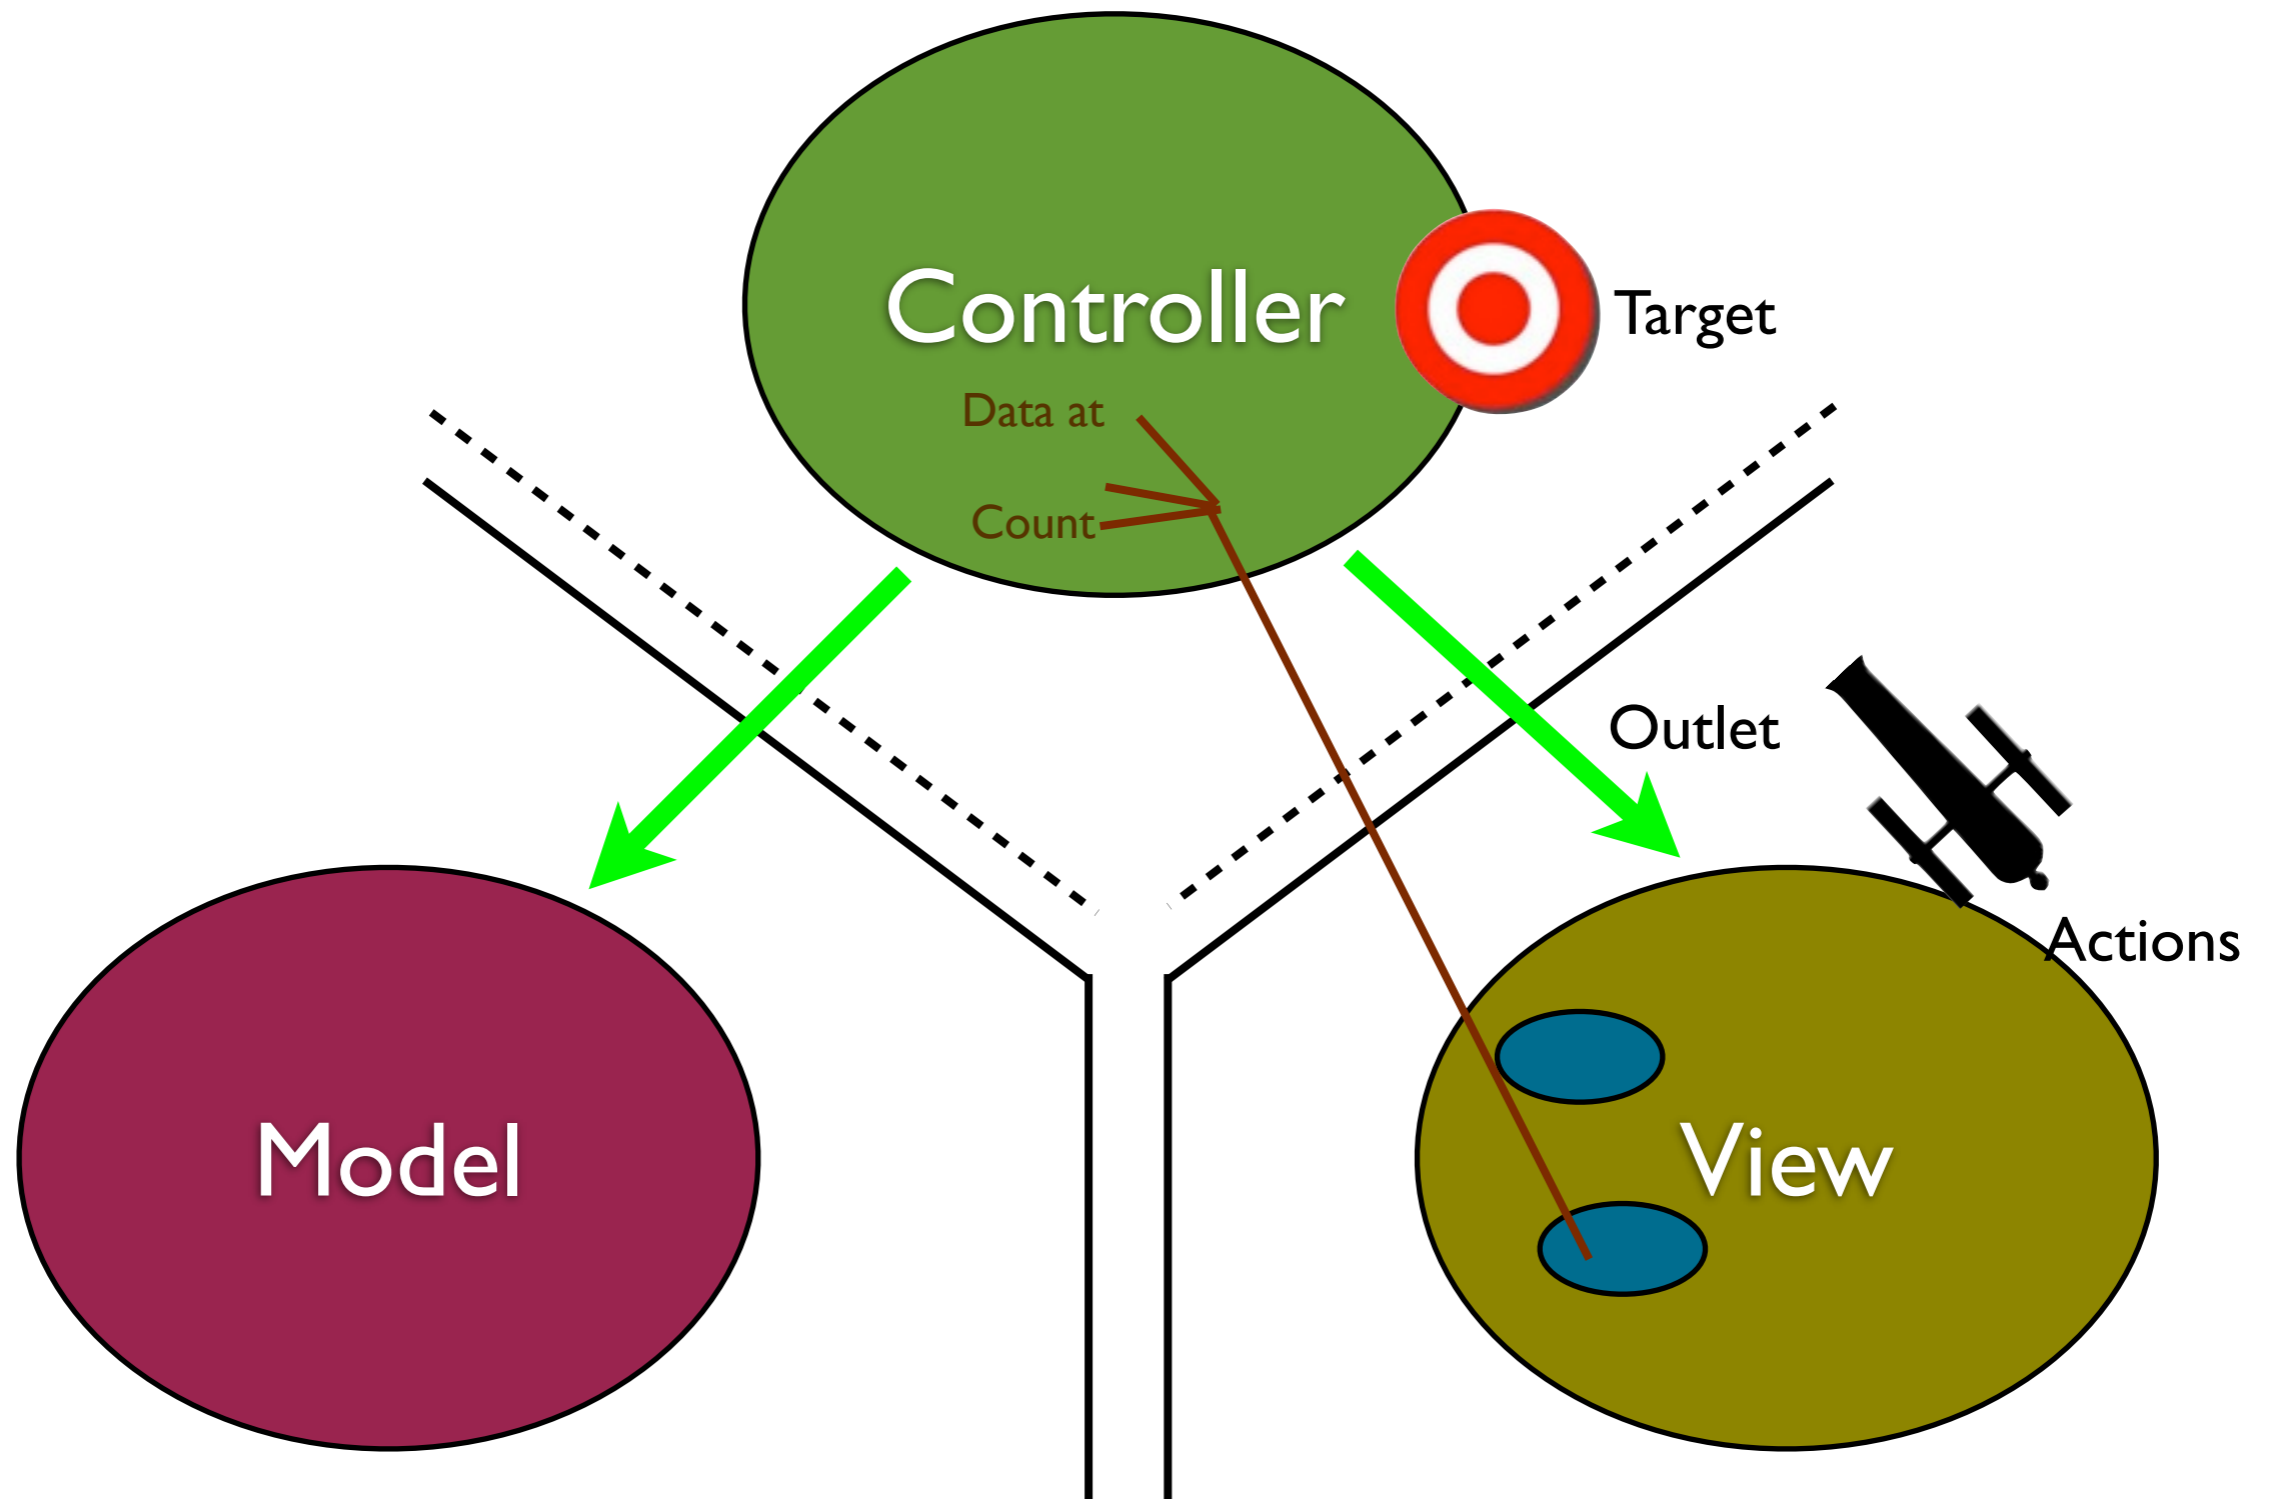 Controller
Target
Data at
Count
Outlet
Actions
Model
View